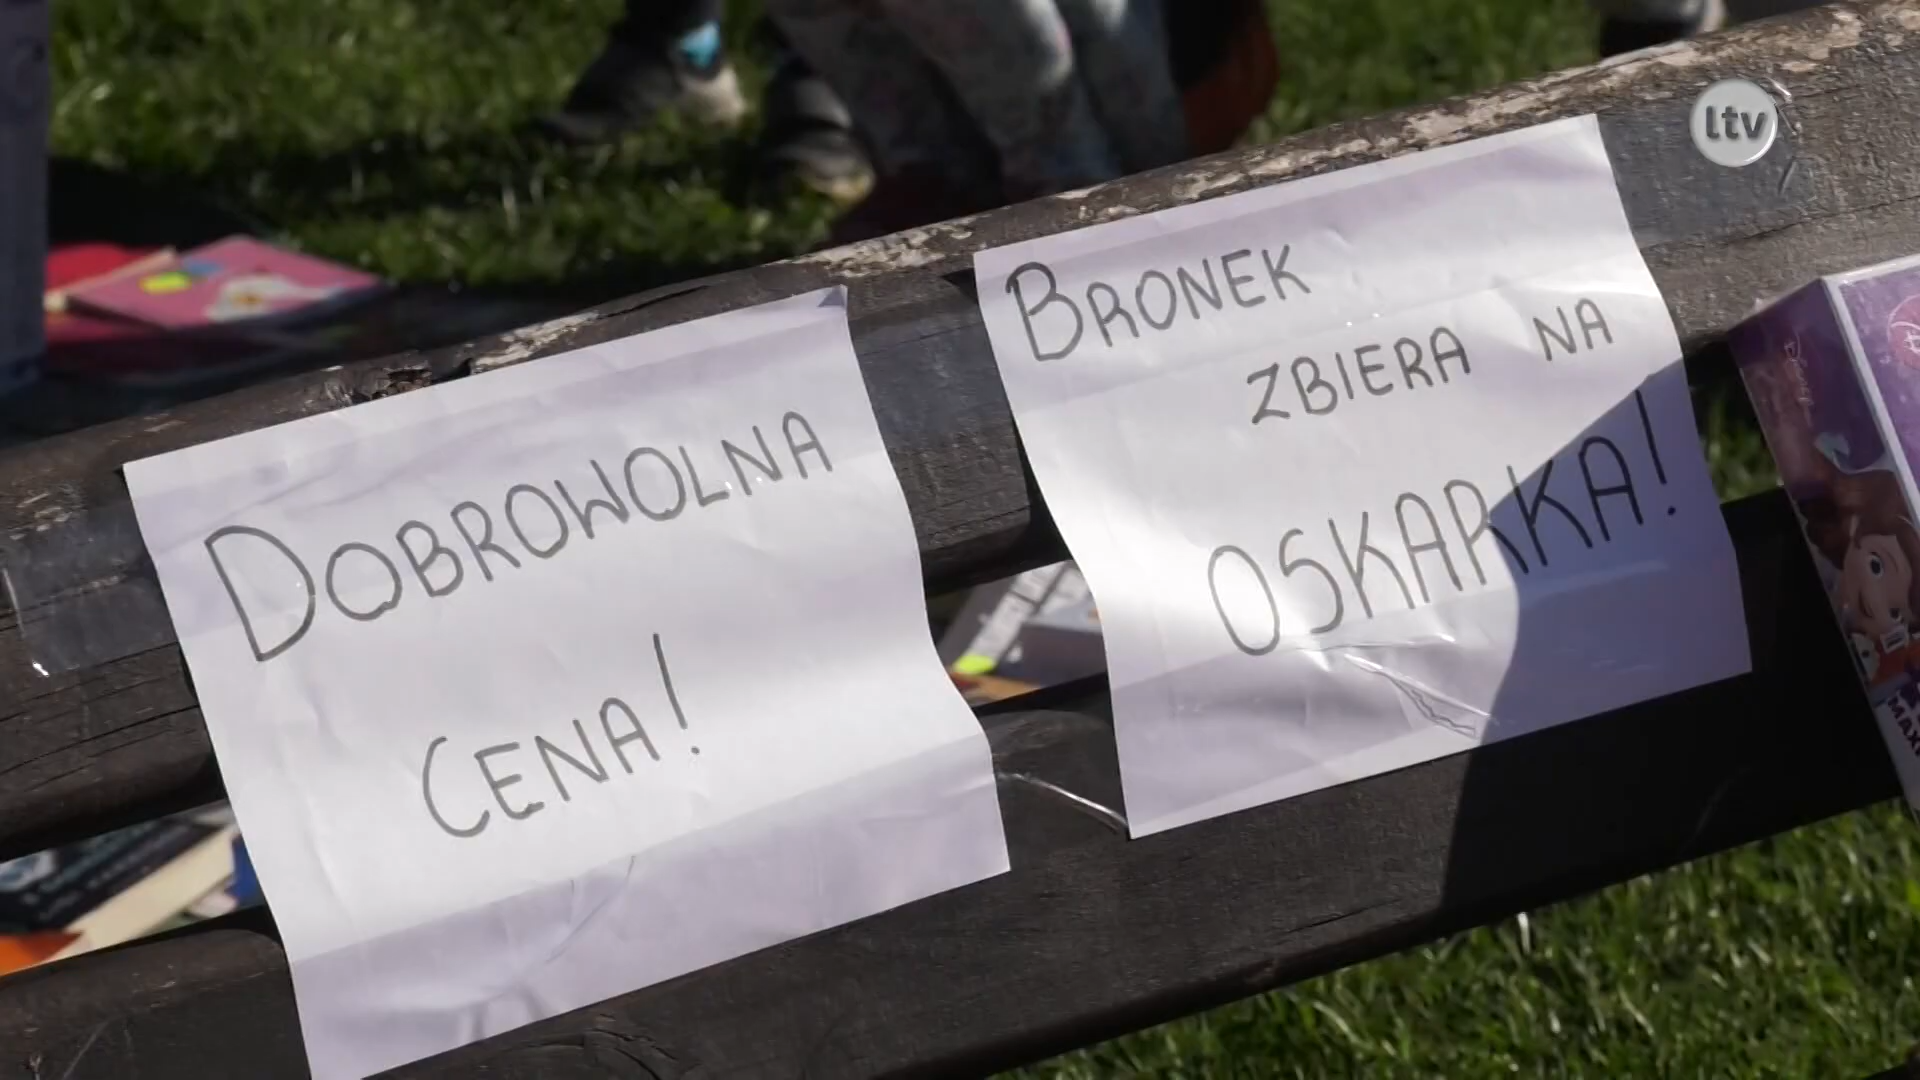 ltv
DOBROWOLNA
CENA!
BRONEK
ZBIERA NA
OSKARKA!